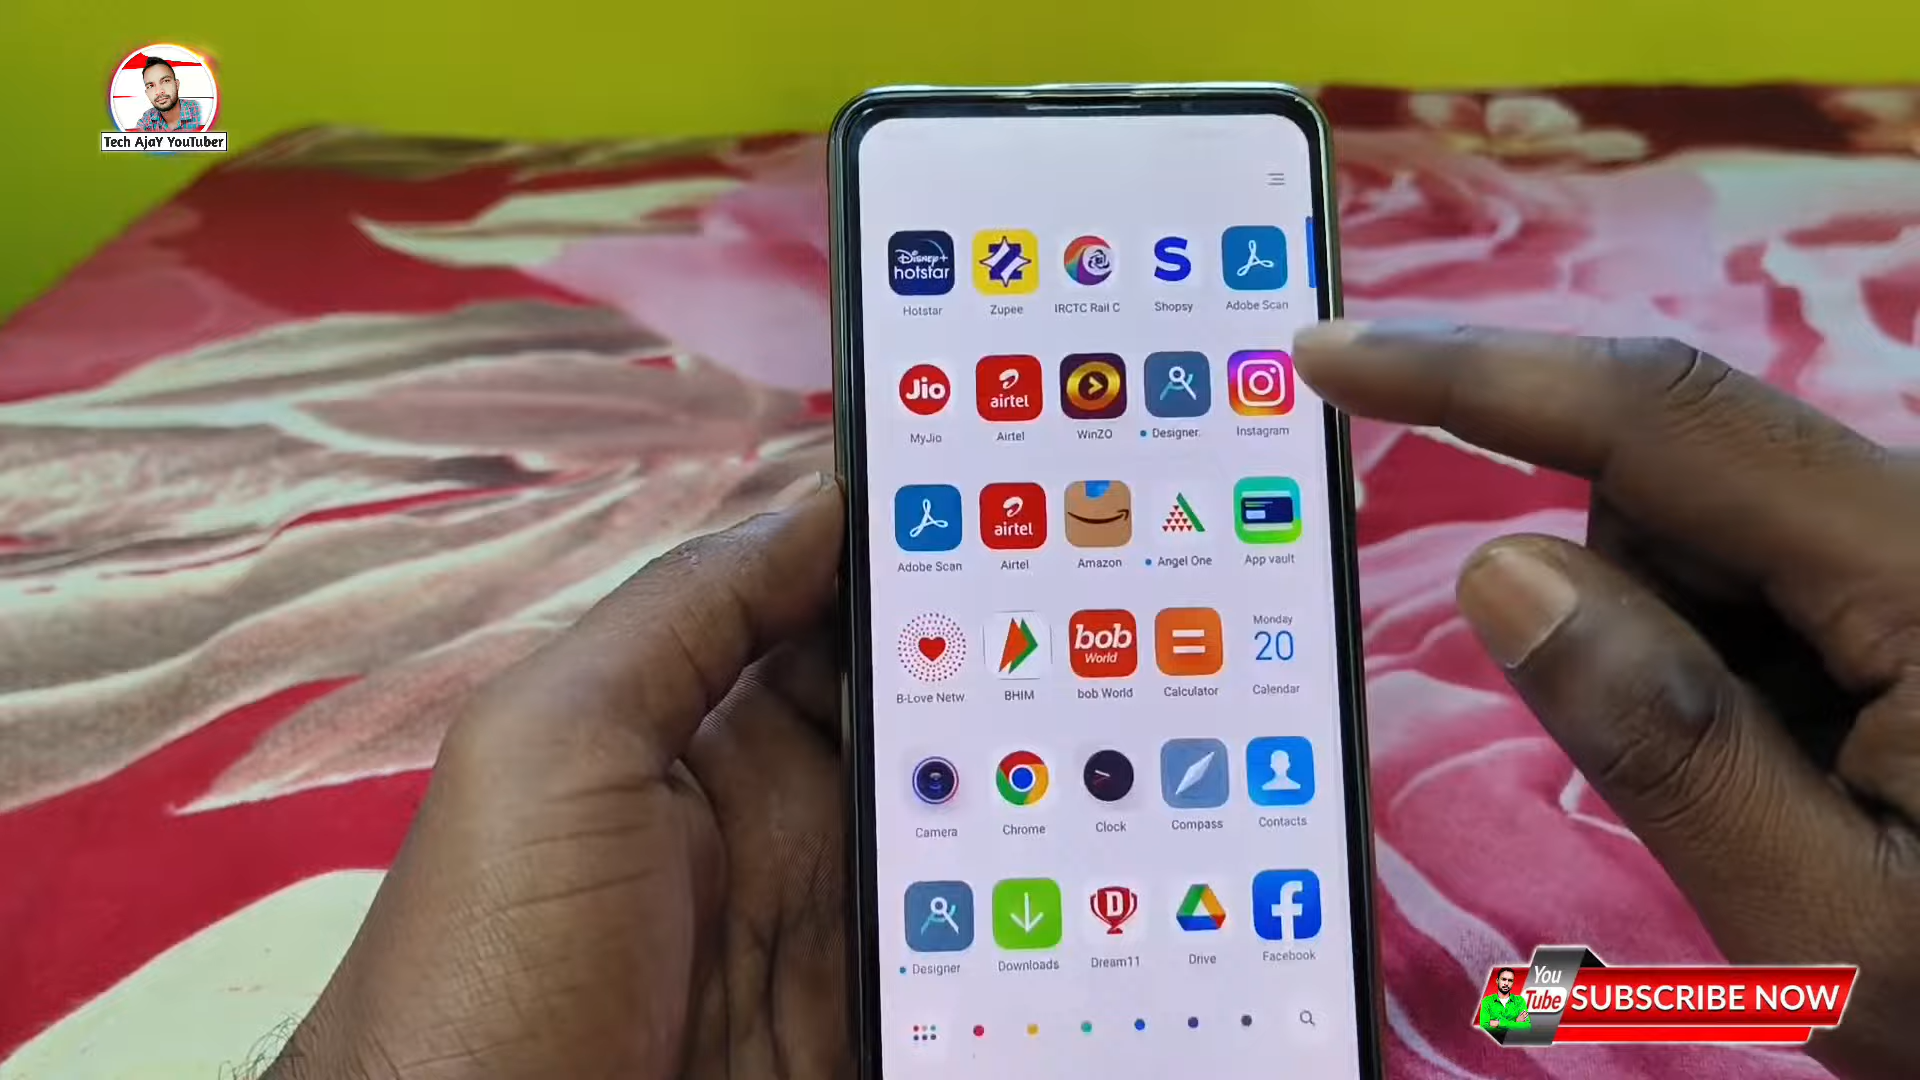 Tech AjaY YouTuber
Disney+
hotstar
Hotstar
Zupee
IRCTC Rail C
S
Shopsy
Adobe Scan
Jio
MyJio
airtel
Airtel
WinZO
Designer.
Instagram
Adobe Scan
airtel
Airtel
Amazon
Angel One
App vault
B-Love Netw.
BHIM
bob
World
bob World
Calculator
Monday
20
Calendar
Camera
Chrome
Clock
Compass
Contacts
Designer
Downloads
D
Dream11
Drive
f
Facebook
You
Tube
SUBSCRIBE NOW